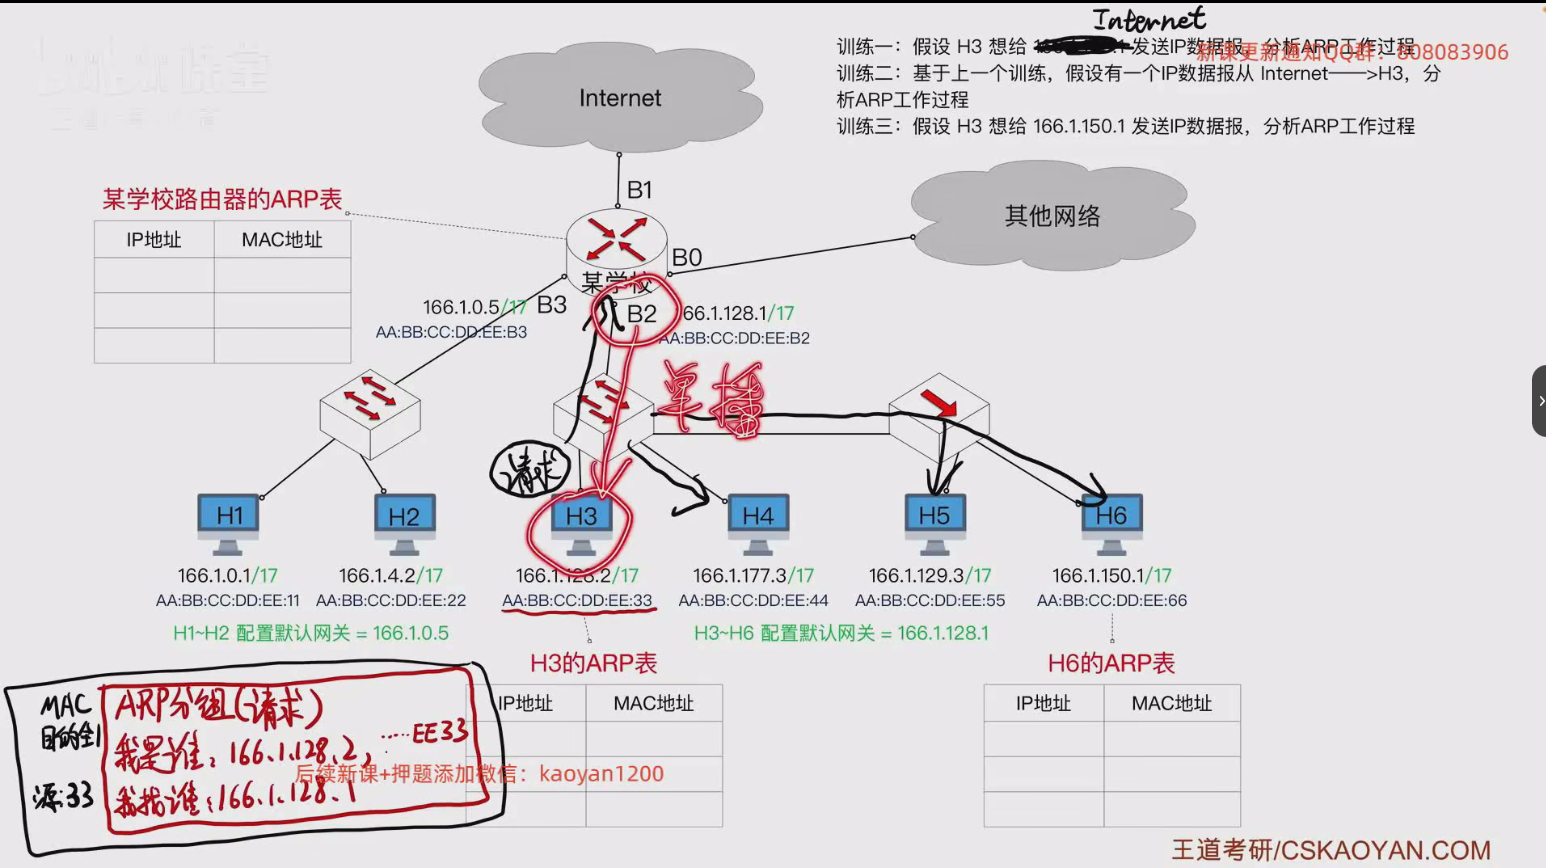 Internet
训练一：假设 H3 想给 发送IP数据报，分析ARP工作过程
新课更新通知QQ群：808083906
训练二：基于上一个训练，假设有一个IP数据报从 Internet——>H3，分
析ARP工作过程
训练三：假设 H3 想给 166.1.150.1 发送IP数据报，分析ARP工作过程
Internet
B1
某学校路由器的ARP表
IP地址 MAC地址
其他网络
B0
某学校
166.1.0.5/17 B3
AA:BB:CC:DD:EE:B3
B2 66.1.128.1/17
AA:BB:CC:DD:EE:B2
单播
请求
H1 H2 H3 H4 H5 H6
166.1.0.1/17 166.1.4.2/17 166.1.128.2/17 166.1.177.3/17 166.1.129.3/17 166.1.150.1/17
AA:BB:CC:DD:EE:11 AA:BB:CC:DD:EE:22 AA:BB:CC:DD:EE:33 AA:BB:CC:DD:EE:44 AA:BB:CC:DD:EE:55 AA:BB:CC:DD:EE:66
H1~H2 配置默认网关 = 166.1.0.5 H3~H6 配置默认网关 = 166.1.128.1
H3的ARP表 H6的ARP表
IP地址 MAC地址 IP地址 MAC地址
MAC
目的:全1
源:33
ARP分组(请求)
我是谁：166.1.128.2, ……EE33
我找谁：166.1.128.1
后续新课+押题添加微信：kaoyan1200
王道考研/CSKAOYAN.COM